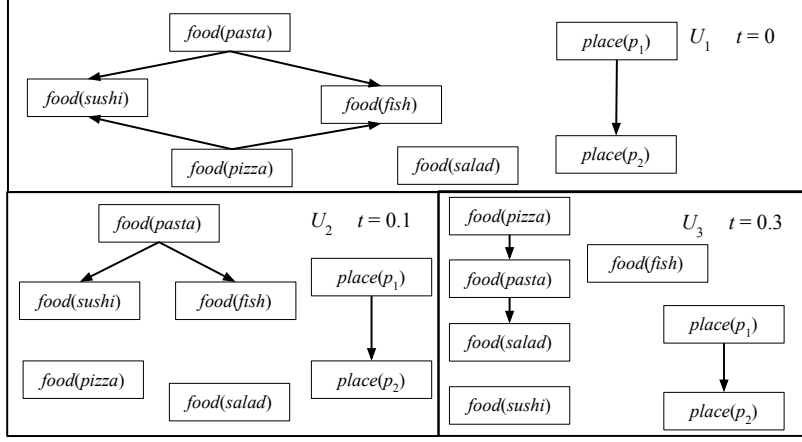 food(pasta)
place(p₁)
U₁ t = 0
food(sushi)
food(fish)
food(pizza)
food(salad)
place(p₂)
food(pasta)
U₂ t = 0.1
food(sushi)
food(fish)
place(p₁)
food(pizza)
food(salad)
place(p₂)
food(pizza)
U₃ t = 0.3
food(pasta)
food(fish)
food(salad)
place(p₁)
food(sushi)
place(p₂)